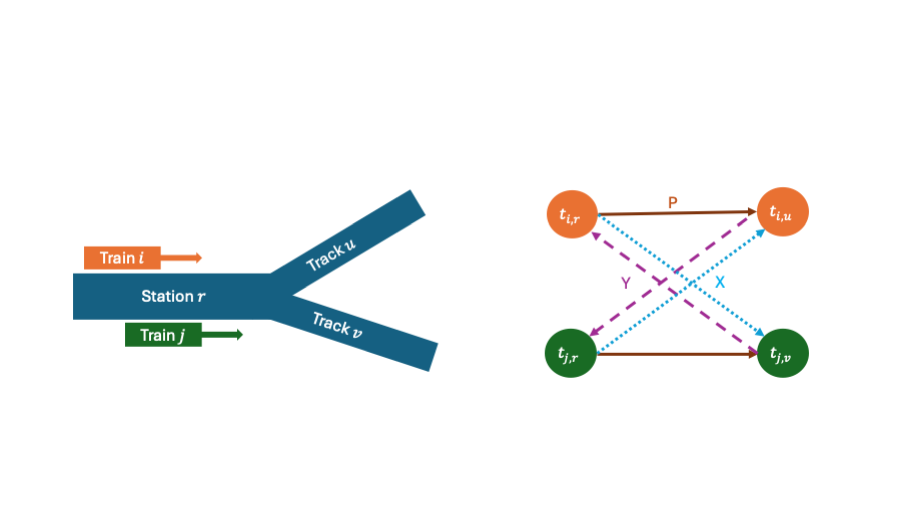 Train i
Station r
Train j
Track u
Track v
P
t_{i,r}
t_{i,u}
Y
X
t_{j,r}
t_{j,v}